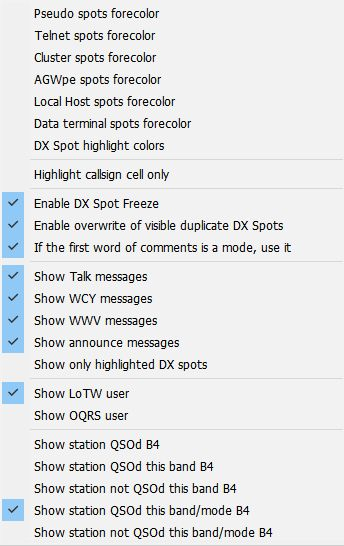 Pseudo spots forecolor
Telnet spots forecolor
Cluster spots forecolor
AGWpe spots forecolor
Local Host spots forecolor
Data terminal spots forecolor
DX Spot highlight colors
Highlight callsign cell only
Enable DX Spot Freeze
Enable overwrite of visible duplicate DX Spots
If the first word of comments is a mode, use it
Show Talk messages
Show WCY messages
Show WWV messages
Show announce messages
Show only highlighted DX spots
Show LoTW user
Show OQRS user
Show station QSOd B4
Show station QSOd this band B4
Show station not QSOd this band B4
Show station QSOd this band/mode B4
Show station not QSOd this band/mode B4